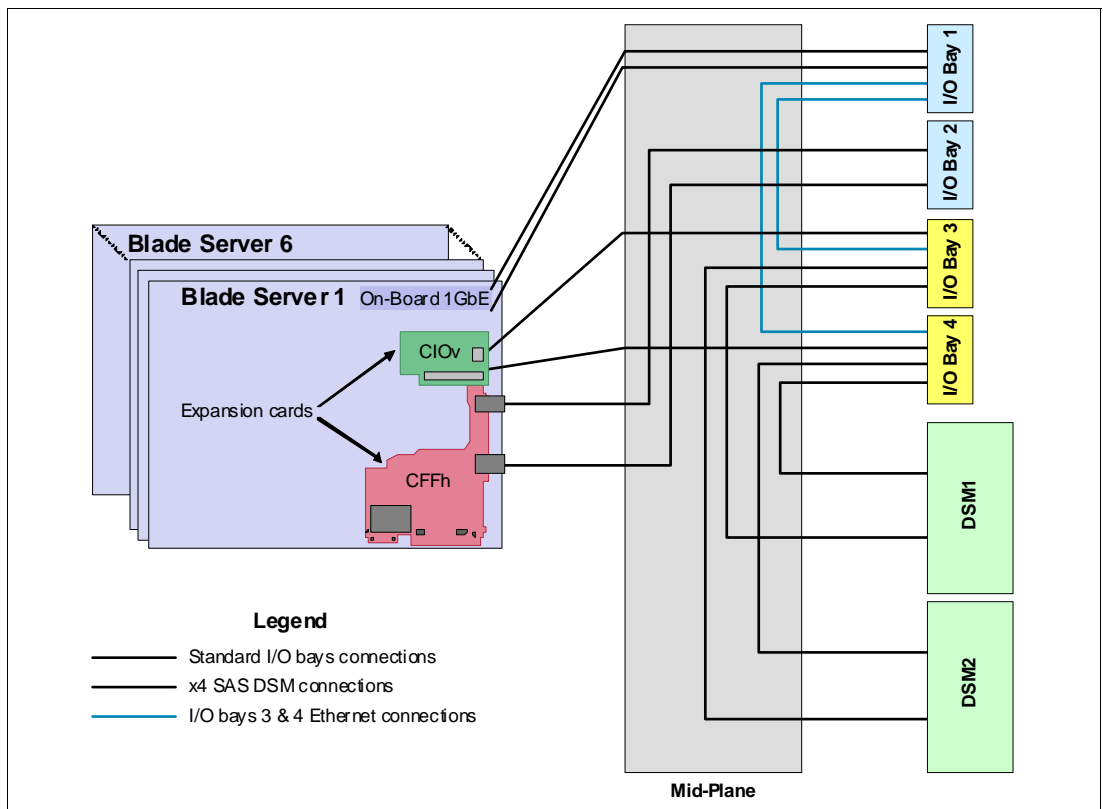 Blade Server 6
Blade Server 1
On-Board 1GbE
CIOv
Expansion cards
CFFh
I/O Bay 1
I/O Bay 2
I/O Bay 3
I/O Bay 4
DSM1
DSM2
Legend
Standard I/O bays connections
x4 SAS DSM connections
I/O bays 3 & 4 Ethernet connections
Mid-Plane